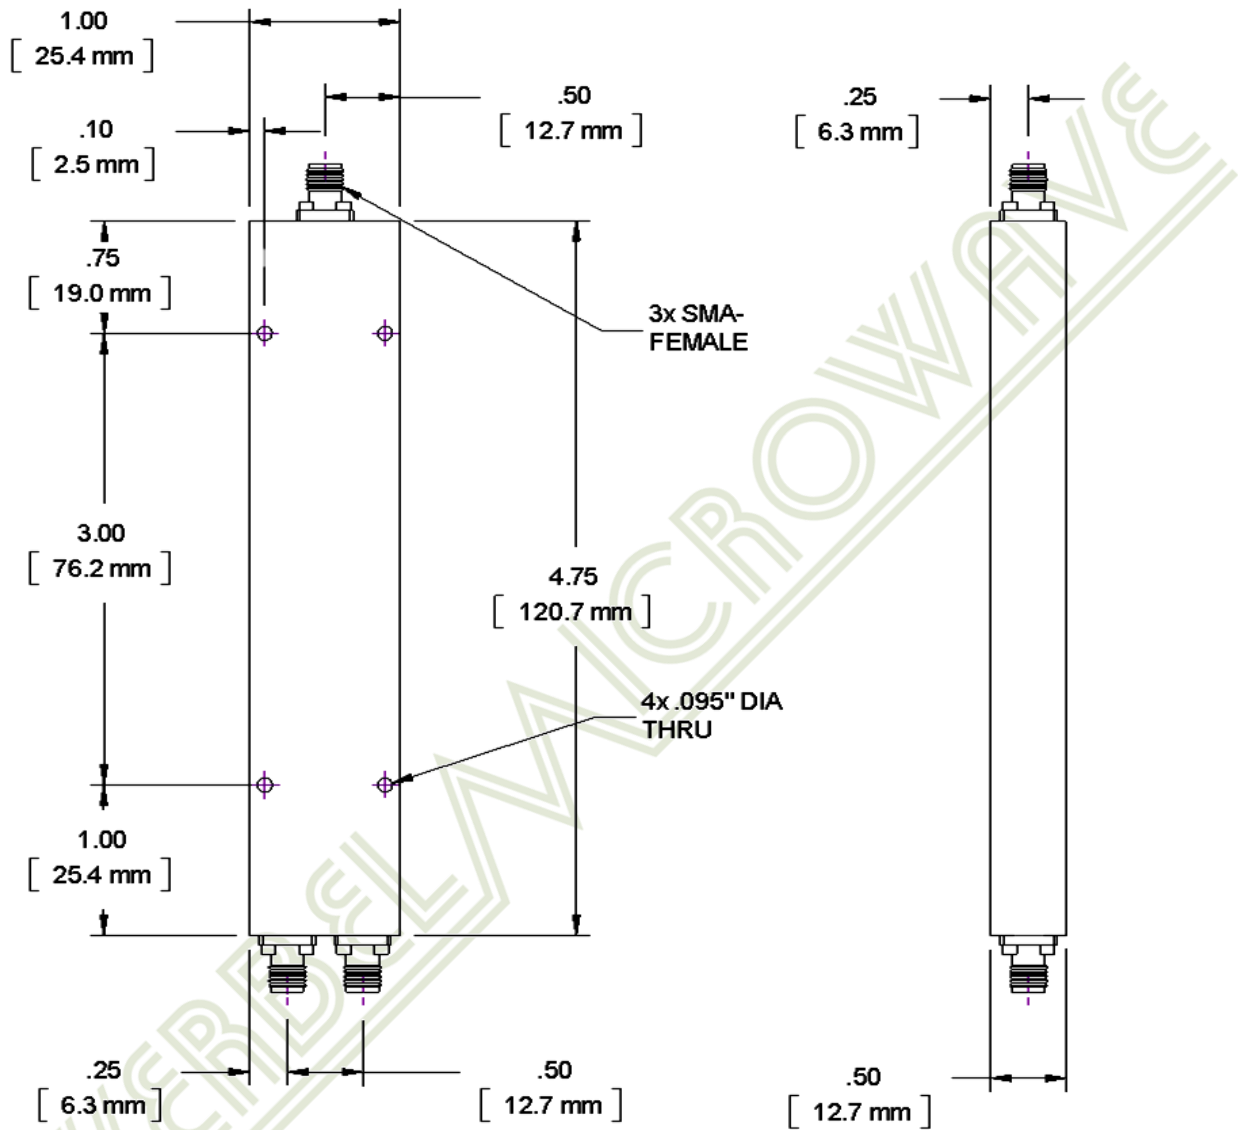 1.00
[ 25.4 mm ]
.50
[ 12.7 mm ]
.25
[ 6.3 mm ]
.10
[ 2.5 mm ]
.75
[ 19.0 mm ]
3x SMA-
FEMALE
3.00
[ 76.2 mm ]
4.75
[ 120.7 mm ]
4x .095" DIA
THRU
1.00
[ 25.4 mm ]
.25
[ 6.3 mm ]
.50
[ 12.7 mm ]
.50
[ 12.7 mm ]
WERBEL MICROWAVE